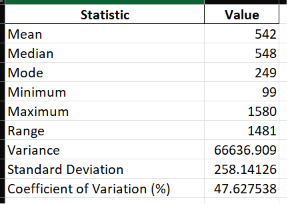 Statistic Value
Mean 542
Median 548
Mode 249
Minimum 99
Maximum 1580
Range 1481
Variance 66636.909
Standard Deviation 258.14126
Coefficient of Variation (%) 47.627538